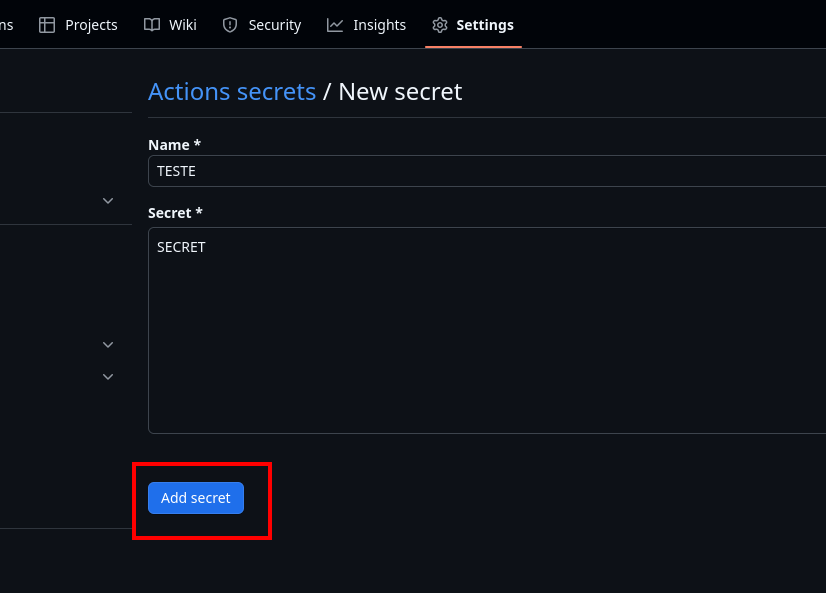 ns Projects Wiki Security Insights Settings
Actions secrets / New secret
Name *
TESTE
Secret *
SECRET
Add secret